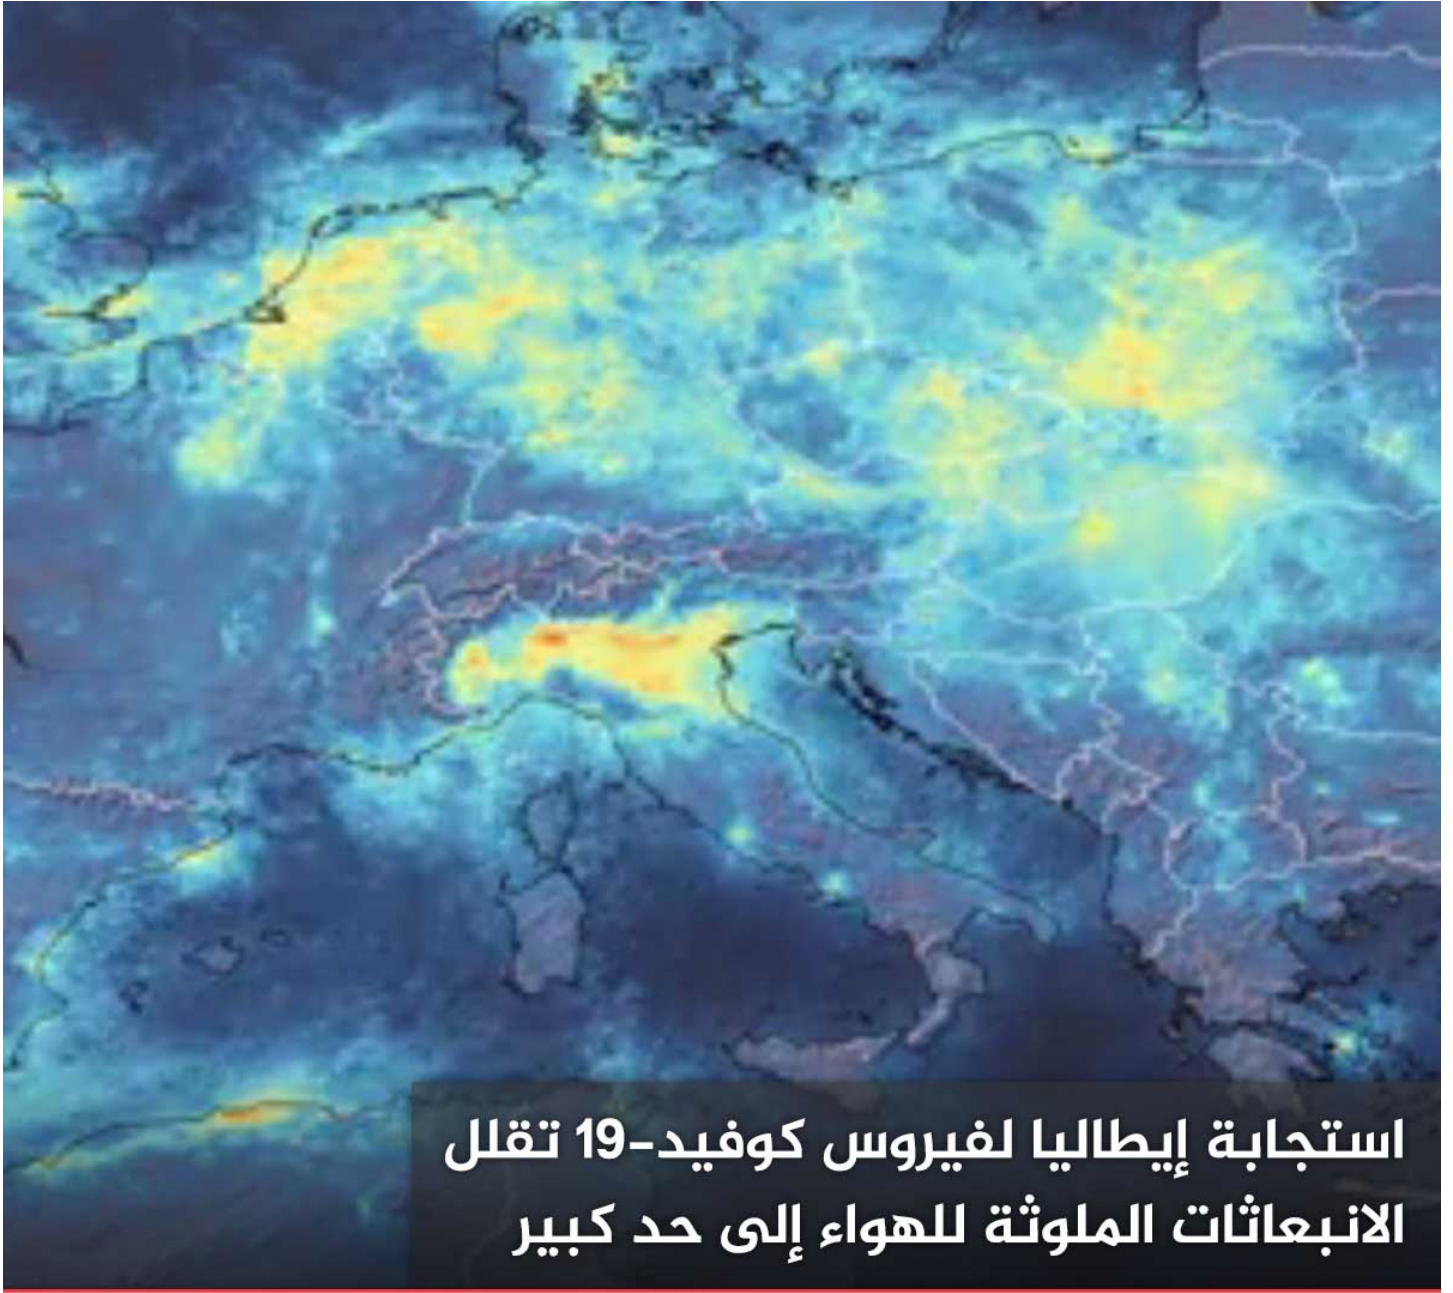 استجابة إيطاليا لفيروس كوفيد-19 تقلل
الانبعاثات الملوثة للهواء إلى حد كبير